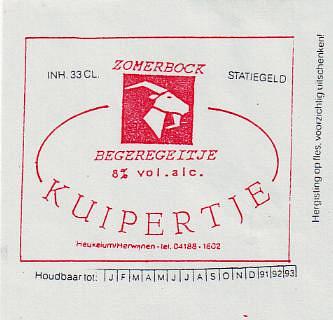 ZOMERBOCK
INH. 33 CL.
STATIEGELD
BEGEREGEITJE
8% vol.alc.
KUIPERTJE
Heukelum/Herwijnen - tel. 04188 - 1602
Houdbaar tot: J F M A M J J A S O N D 91 92 93
Hergisting op fles, voorzichtig uitschenken!